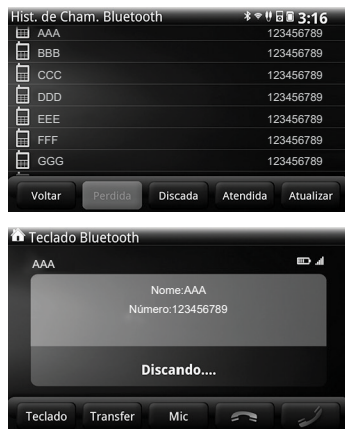 Hist. de Cham. Bluetooth 3:16
AAA 123456789
BBB 123456789
CCC 123456789
DDD 123456789
EEE 123456789
FFF 123456789
GGG 123456789
Voltar Perdida Discada Atendida Atualizar
Teclado Bluetooth
AAA
Nome:AAA
Número:123456789
Discando....
Teclado Transfer Mic